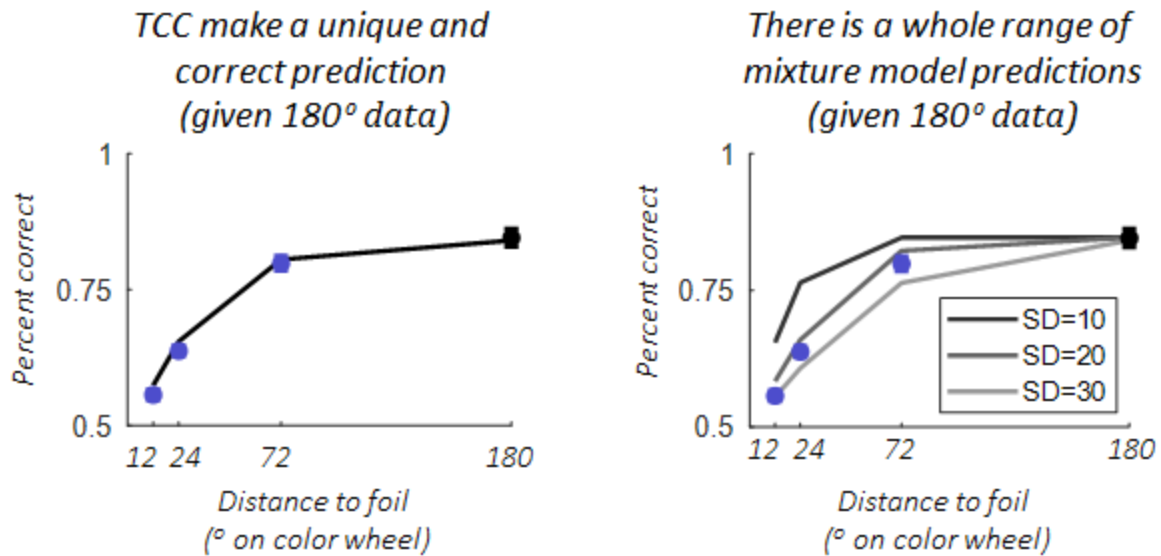 TCC make a unique and
correct prediction
(given 180° data)
1
0.75
0.5
Percent correct
12 24 72 180
Distance to foil
(° on color wheel)
There is a whole range of
mixture model predictions
(given 180° data)
1
0.75
0.5
Percent correct
SD=10
SD=20
SD=30
12 24 72 180
Distance to foil
(° on color wheel)